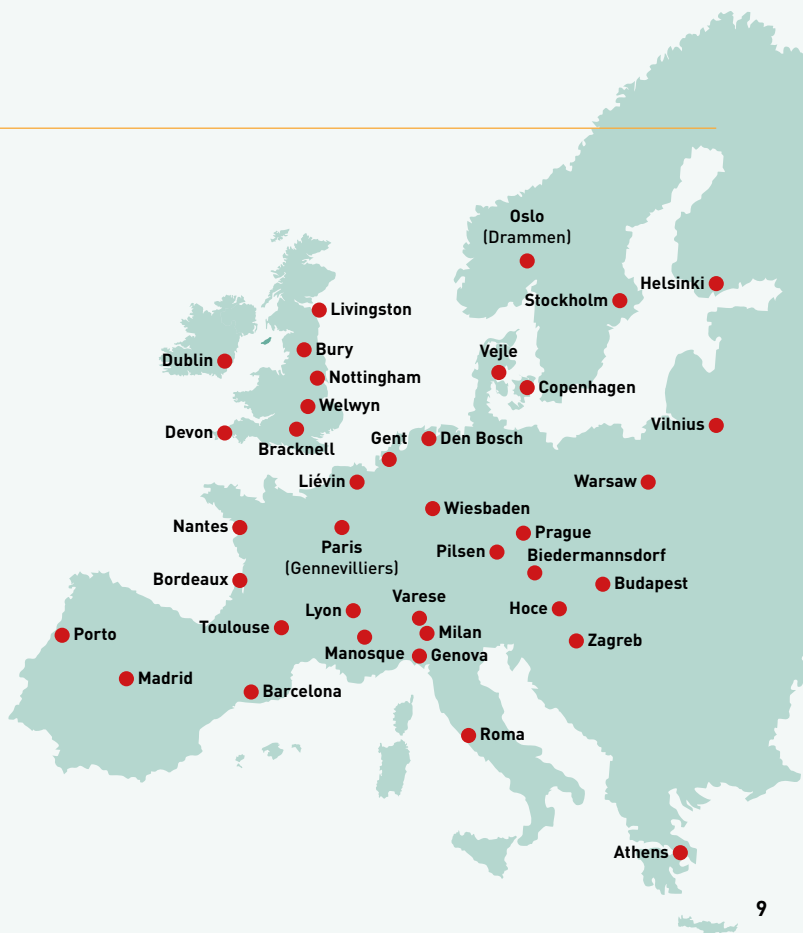 Oslo
(Drammen)
Helsinki
Stockholm
Livingston
Bury
Vejle
Dublin
Nottingham
Copenhagen
Welwyn
Vilnius
Devon
Gent
Den Bosch
Bracknell
Liévin
Warsaw
Wiesbaden
Nantes
Prague
Paris
(Gennevilliers)
Pilsen
Biedermannsdorf
Bordeaux
Budapest
Varese
Lyon
Hoce
Toulouse
Milan
Porto
Zagreb
Manosque
Genova
Madrid
Barcelona
Roma
Athens
9